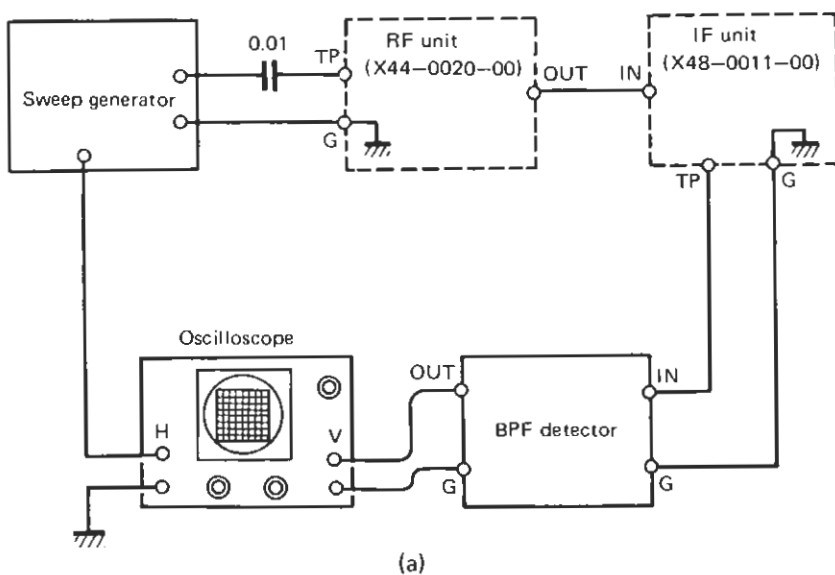 0.01
TP
RF unit
(X44-0020-00)
OUT
IN
IF unit
(X48-0011-00)
Sweep generator
G
TP
G
Oscilloscope
OUT
IN
H
V
BPF detector
G
G
(a)